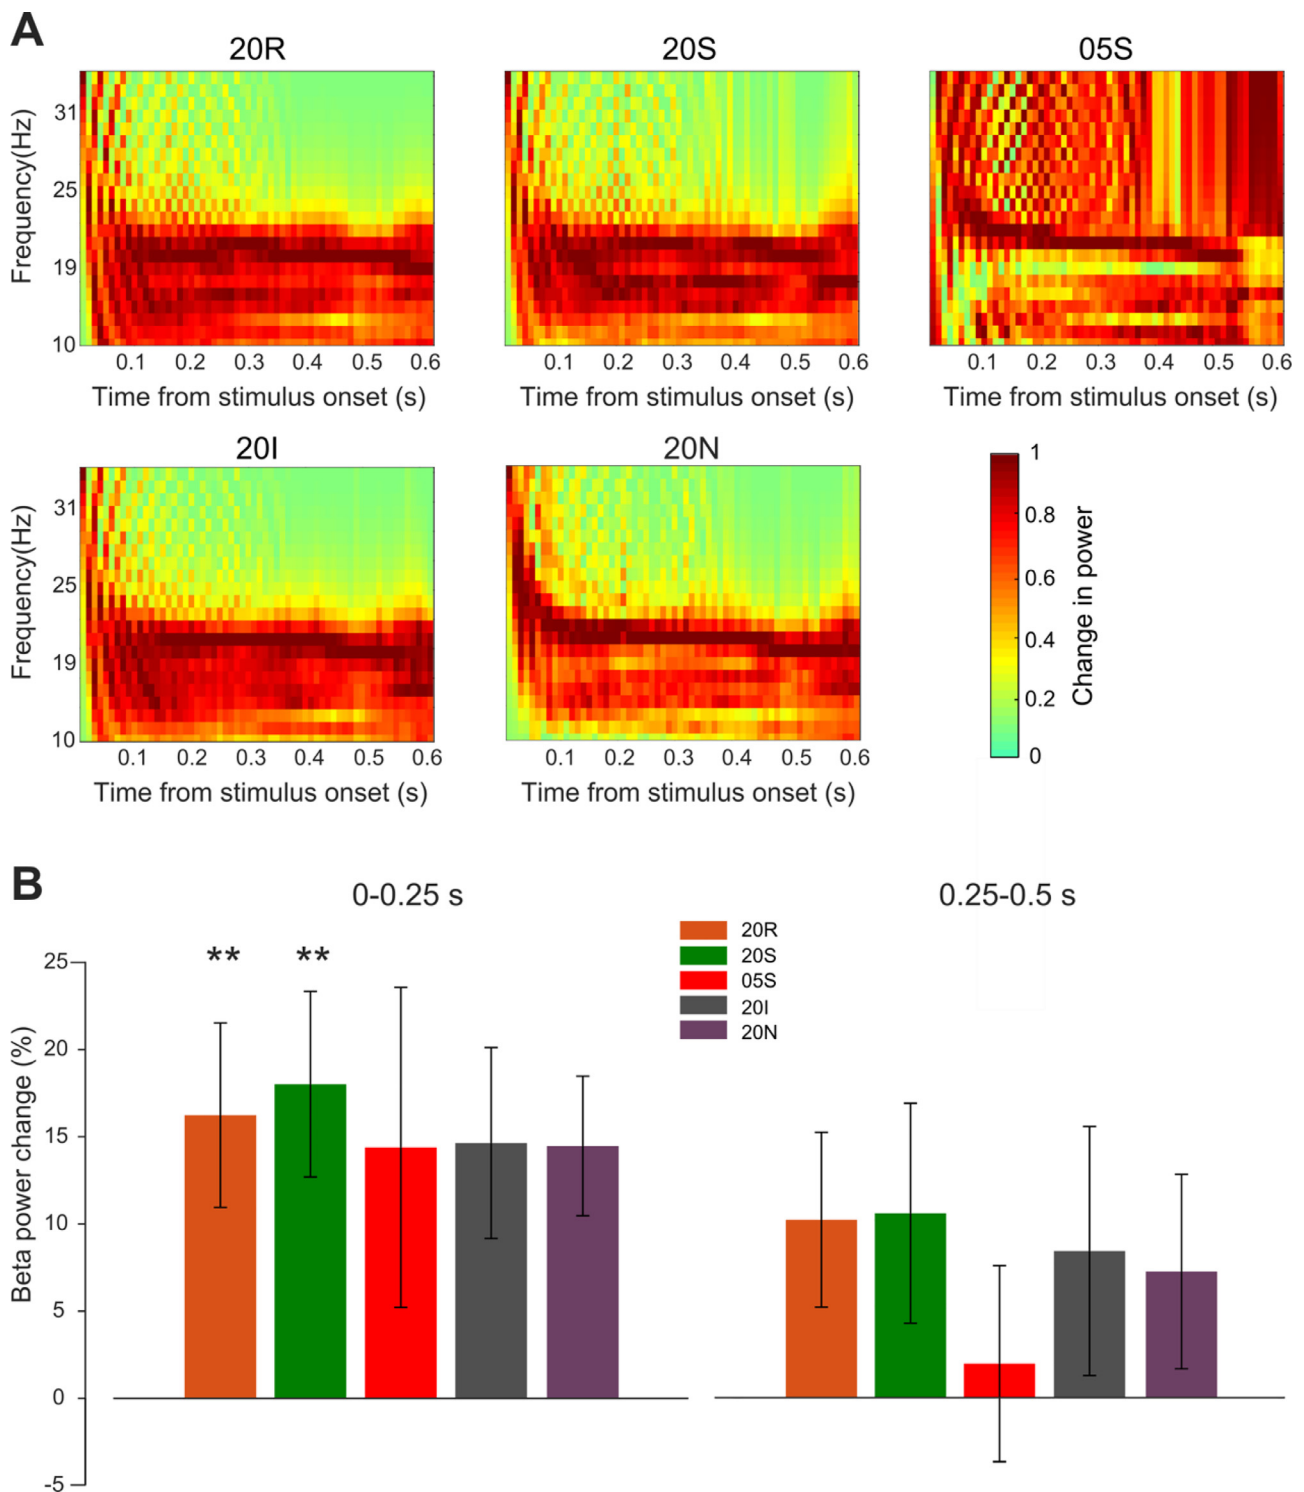 A
20R 20S 05S
Frequency(Hz)
31
25
19
10
0.1 0.2 0.3 0.4 0.5 0.6 0.1 0.2 0.3 0.4 0.5 0.6 0.1 0.2 0.3 0.4 0.5 0.6
Time from stimulus onset (s) Time from stimulus onset (s) Time from stimulus onset (s)
20I 20N
Frequency(Hz)
31
25
19
10
0.1 0.2 0.3 0.4 0.5 0.6 0.1 0.2 0.3 0.4 0.5 0.6
Time from stimulus onset (s) Time from stimulus onset (s)
1
0.8
0.6
0.4
0.2
0
Change in power
B
0-0.25 s 0.25-0.5 s
20R
20S
05S
20I
20N
** **
Beta power change (%)
25
20
15
10
5
0
-5